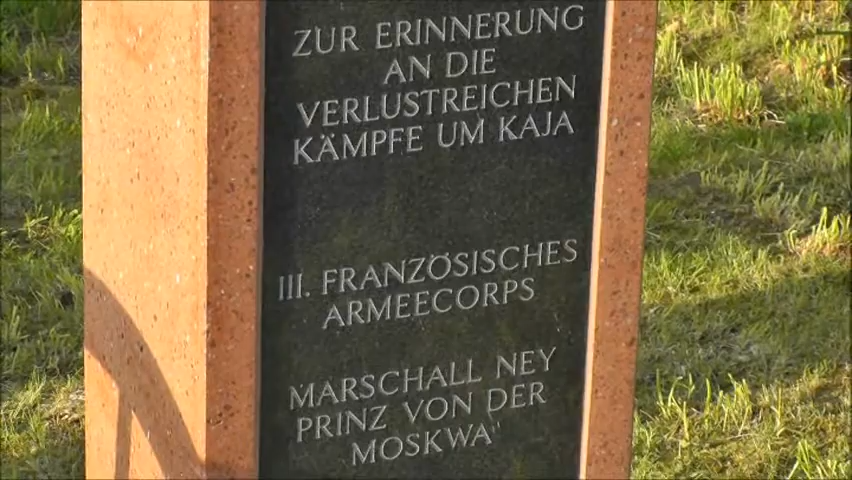 ZUR ERINNERUNG
AN DIE
VERLUSTREICHEN
KÄMPFE UM KAJA
III. FRANZÖSISCHES
ARMEECORPS
MARSCHALL NEY
PRINZ VON DER
MOSKWA